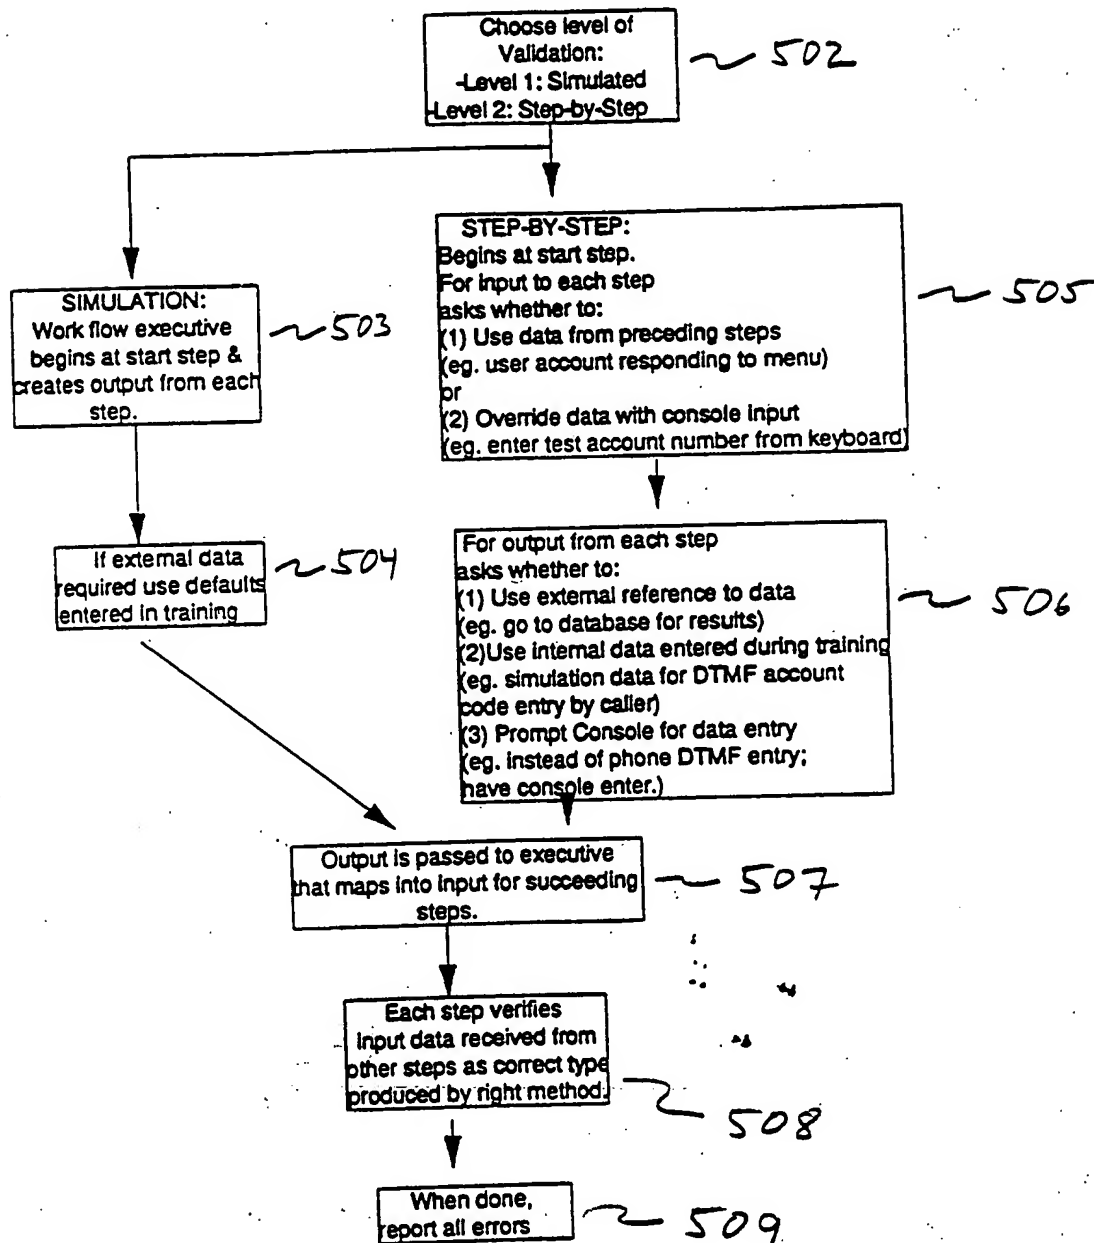 Choose level of
Validation:
-Level 1: Simulated
-Level 2: Step-by-Step
502
STEP-BY-STEP:
Begins at start step.
For input to each step
asks whether to:
(1) Use data from preceding steps
(eg. user account responding to menu)
or
(2) Override data with console input
(eg. enter test account number from keyboard)
505
SIMULATION:
Work flow executive
begins at start step &
creates output from each
step.
503
If external data
required use defaults
entered in training
504
For output from each step
asks whether to:
(1) Use external reference to data
(eg. go to database for results)
(2)Use internal data entered during training
(eg. simulation data for DTMF account
code entry by caller)
(3) Prompt Console for data entry
(eg. instead of phone DTMF entry;
have console enter.)
506
Output is passed to executive
that maps into input for succeeding
steps.
507
Each step verifies
input data received from
other steps as correct type
produced by right method.
508
When done,
report all errors
509